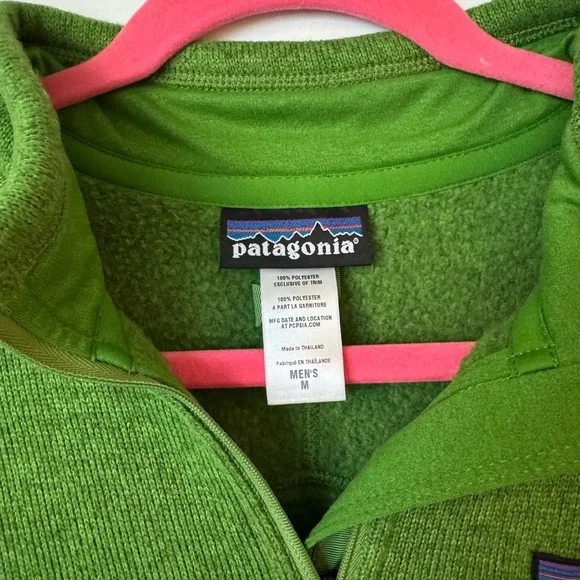 patagonia®
100% POLYESTER
EXCLUSIVE OF TRIM
100% POLYESTER
A PART LA GARNITURE
MFG DATE AND LOCATION
AT PCPSIA.COM
Made in THAILAND
Fabriqué EN THAÏLANDE
MEN'S
M